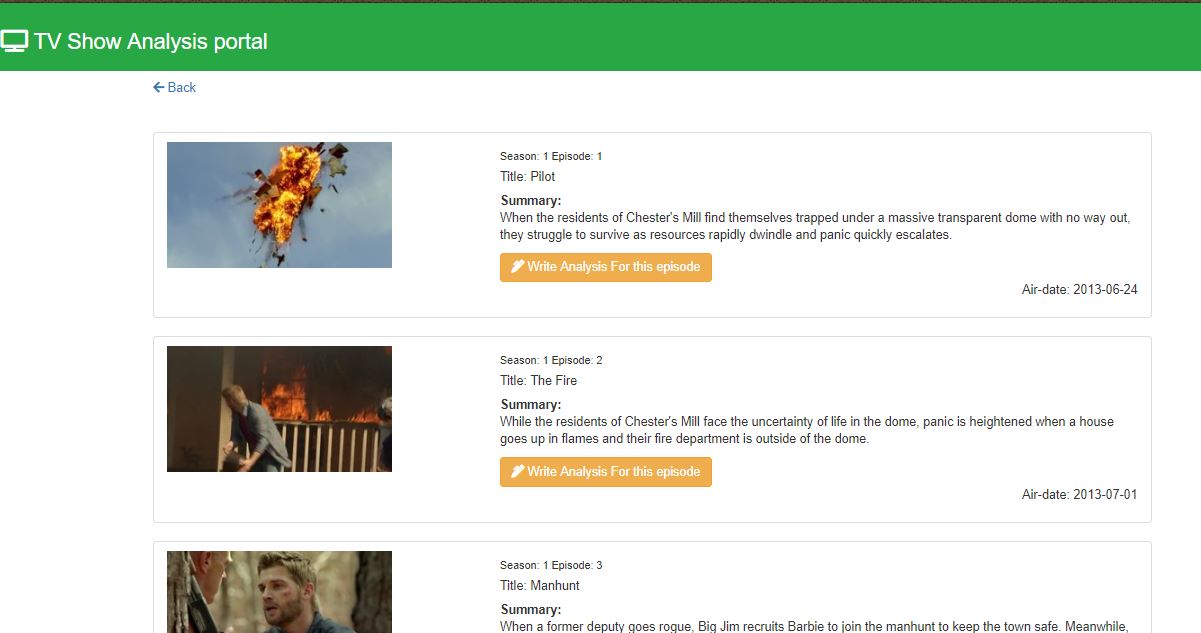 TV Show Analysis portal
Back
Season: 1 Episode: 1
Title: Pilot
Summary:
When the residents of Chester's Mill find themselves trapped under a massive transparent dome with no way out,
they struggle to survive as resources rapidly dwindle and panic quickly escalates.
Write Analysis For this episode
Air-date: 2013-06-24
Season: 1 Episode: 2
Title: The Fire
Summary:
While the residents of Chester's Mill face the uncertainty of life in the dome, panic is heightened when a house
goes up in flames and their fire department is outside of the dome.
Write Analysis For this episode
Air-date: 2013-07-01
Season: 1 Episode: 3
Title: Manhunt
Summary:
When a former deputy goes rogue, Big Jim recruits Barbie to join the manhunt to keep the town safe. Meanwhile,